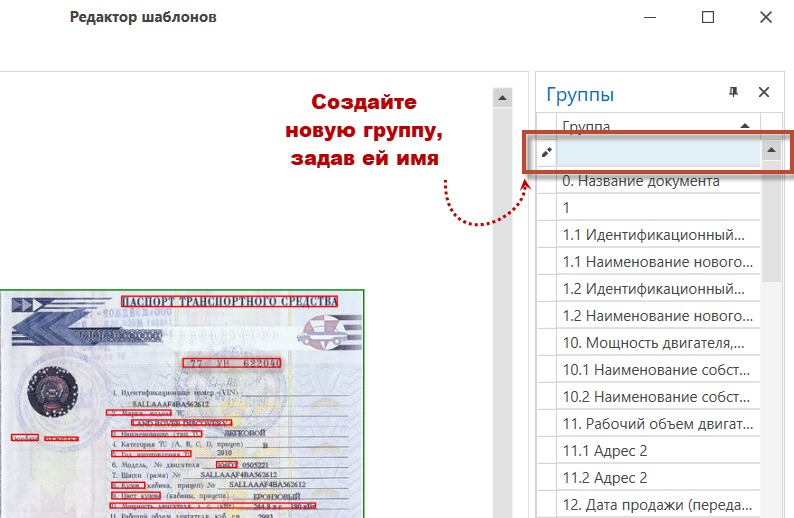 Редактор шаблонов
Создайте
новую группу,
задав ей имя
Группы
Группа
0. Название документа
1
1.1 Идентификационный...
1.1 Наименование нового...
1.2 Идентификационный...
1.2 Наименование нового...
10. Мощность двигателя,...
10.1 Наименование собст...
10.2 Наименование собст...
11. Рабочий объем двигат...
11.1 Адрес 2
11.2 Адрес 2
12. Дата продажи (переда...
ПАСПОРТ ТРАНСПОРТНОГО СРЕДСТВА
77 УН 622040
1. Идентификационный номер (VIN)
SALLAAAF4BA562612
2. Марка, модель ТС
LAND ROVER DISCOVERY
3. Наименование (тип ТС) ЛЕГКОВОЙ
4. Категория ТС (А, В, С, D, прицеп) В
5. Год изготовления ТС 2010
6. Модель, № двигателя 0505221
7. Шасси (рама) № SALLAAAF4BA562612
8. Кузов (кабина, прицеп) № SALLAAAF4BA562612
9. Цвет кузова (кабины, прицепа) БРОНЗОВЫЙ
10. Мощность двигателя, л. с. (кВт) 244.8 л.с 180 кВт
11. Рабочий объем двигателя, куб. см 2993